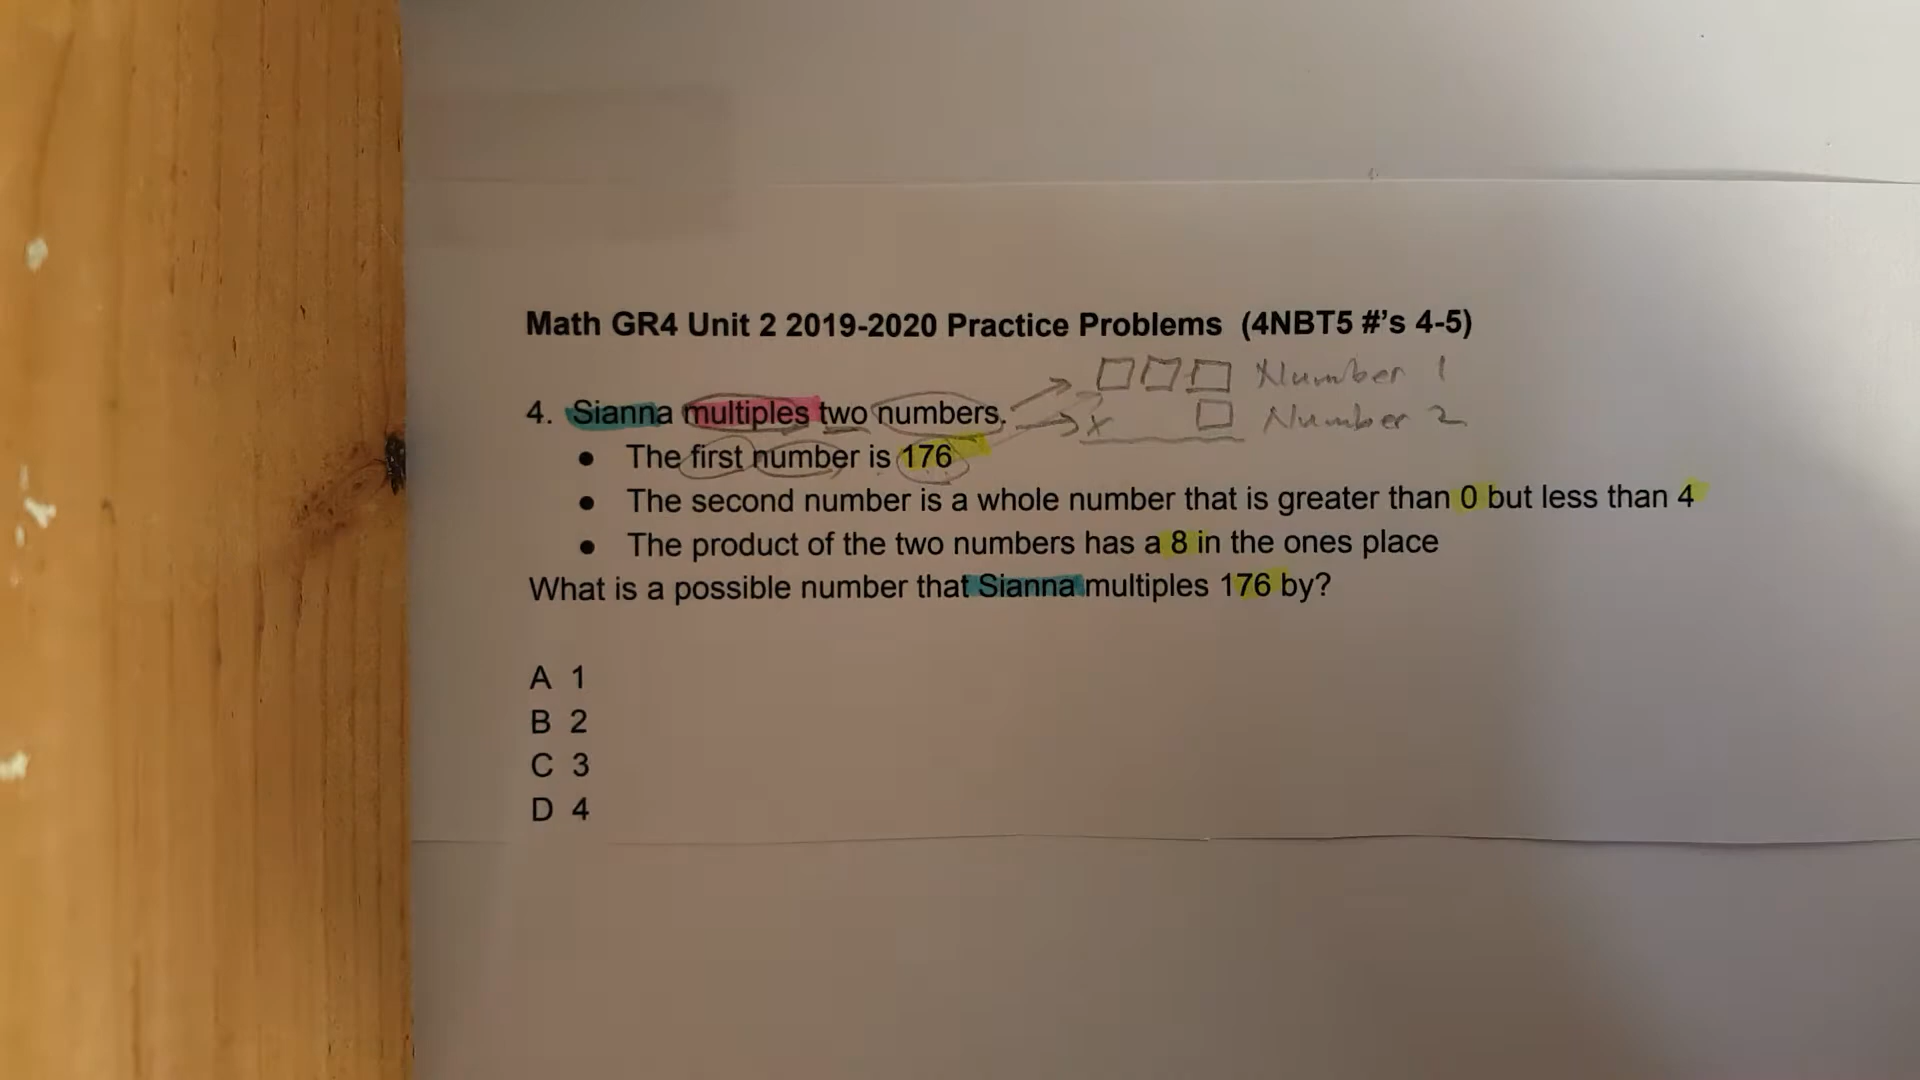 Math GR4 Unit 2 2019-2020 Practice Problems (4NBT5 #'s 4-5)
Number 1
4. Sianna multiples two numbers.
x Number 2
● The first number is 176
● The second number is a whole number that is greater than 0 but less than 4
● The product of the two numbers has a 8 in the ones place
What is a possible number that Sianna multiples 176 by?
A 1
B 2
C 3
D 4